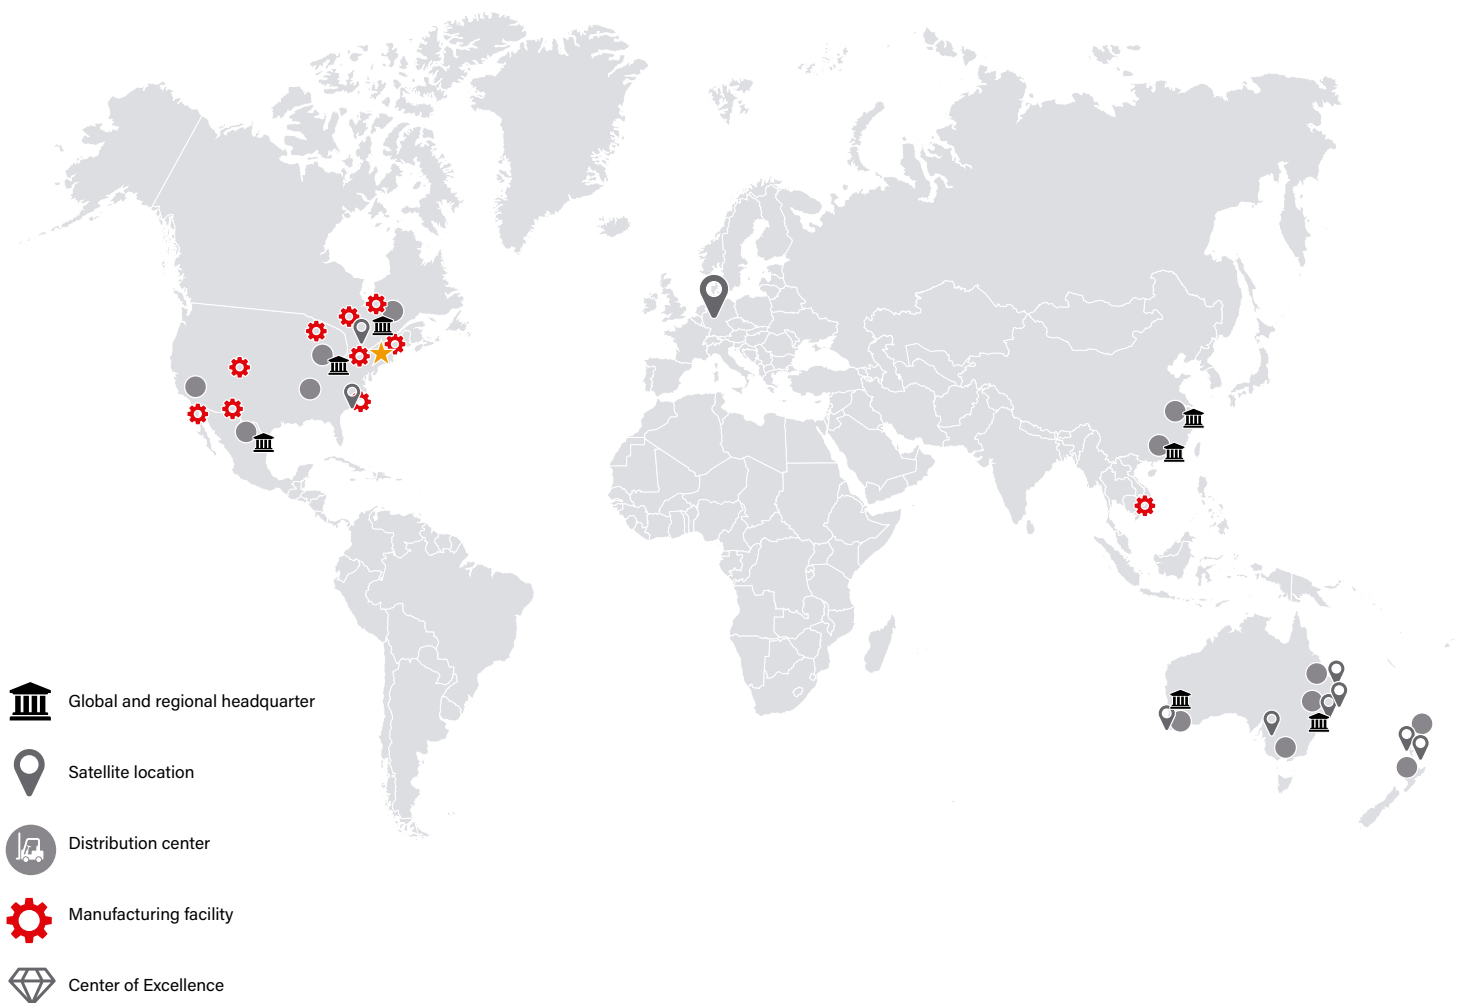 Global and regional headquarter
Satellite location
Distribution center
Manufacturing facility
Center of Excellence